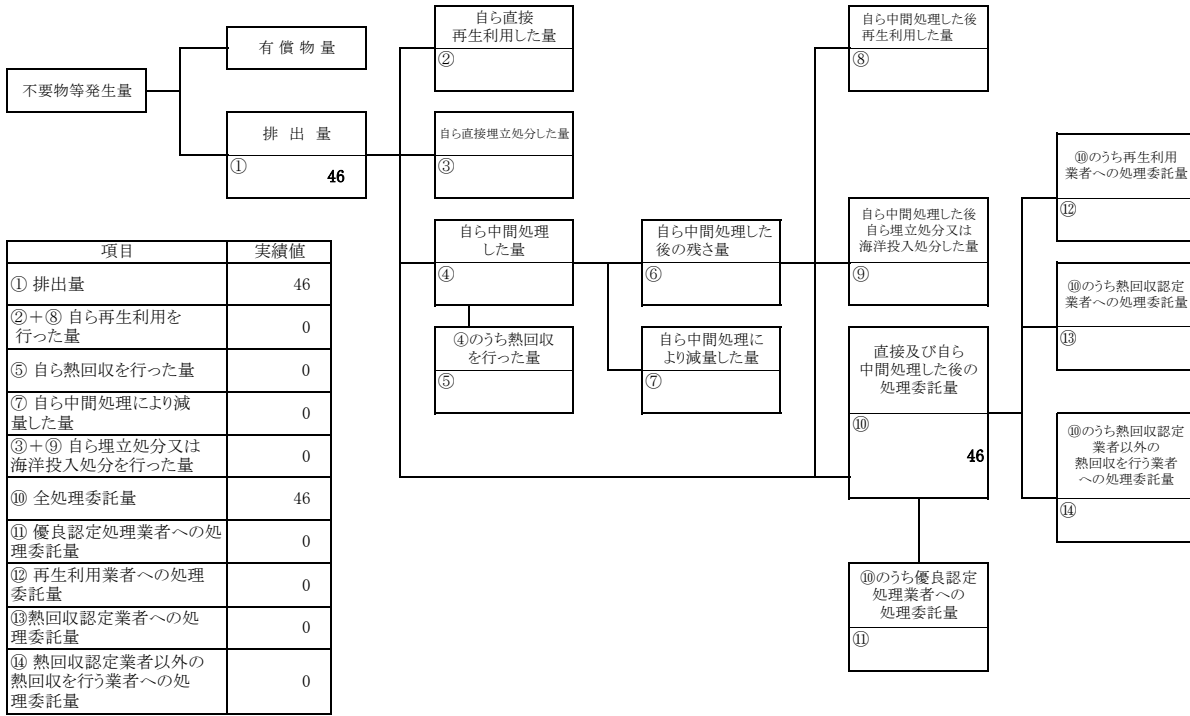 不要物等発生量
有 償 物 量
排 出 量
①
46
自ら直接
再生利用した量
②
自ら直接埋立処分した量
③
自ら中間処理
した量
④
④のうち熱回収
を行った量
⑤
自ら中間処理した
後の残さ量
⑥
自ら中間処理に
より減量した量
⑦
自ら中間処理した後
再生利用した量
⑧
自ら中間処理した後
自ら埋立処分又は
海洋投入処分した量
⑨
直接及び自ら
中間処理した後の
処理委託量
⑩
46
⑩のうち優良認定
処理業者への
処理委託量
⑪
⑩のうち再生利用
業者への処理委託量
⑫
⑩のうち熱回収認定
業者への処理委託量
⑬
⑩のうち熱回収認定
業者以外の
熱回収を行う業者
への処理委託量
⑭
項目 実績値
① 排出量 46
②＋⑧ 自ら再生利用を
行った量 0
⑤ 自ら熱回収を行った量 0
⑦ 自ら中間処理により減
量した量 0
③＋⑨ 自ら埋立処分又は
海洋投入処分を行った量 0
⑩ 全処理委託量 46
⑪ 優良認定処理業者への処
理委託量 0
⑫ 再生利用業者への処理
委託量 0
⑬熱回収認定業者への処
理委託量 0
⑭ 熱回収認定業者以外の
熱回収を行う業者への処
理委託量 0